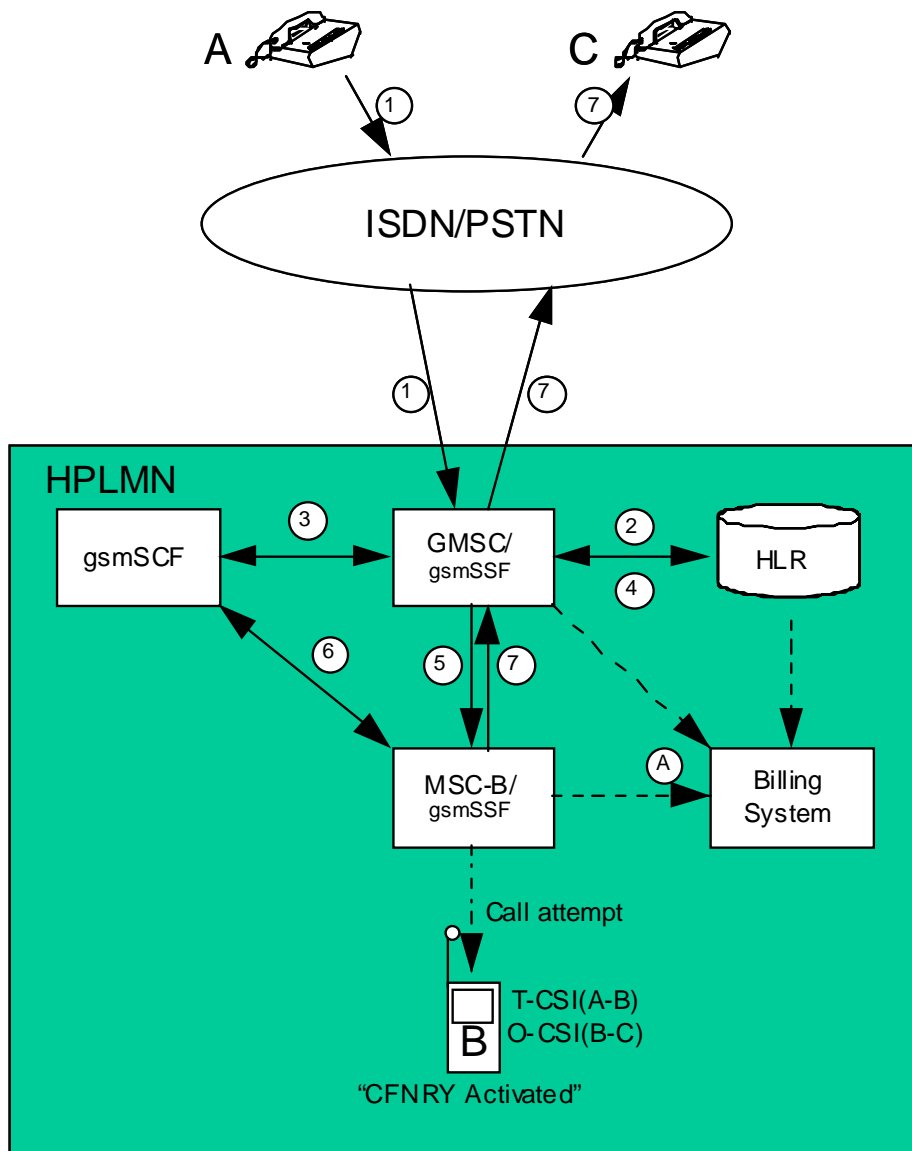 A
C
1
7
ISDN/PSTN
1
7
HPLMN
gsmSCF
3
GMSC/
gsmSSF
2
4
HLR
6
5
7
MSC-B/
gsmSSF
A
Billing
System
Call attempt
T-CSI(A-B)
O-CSI(B-C)
B
“CFNRY Activated”